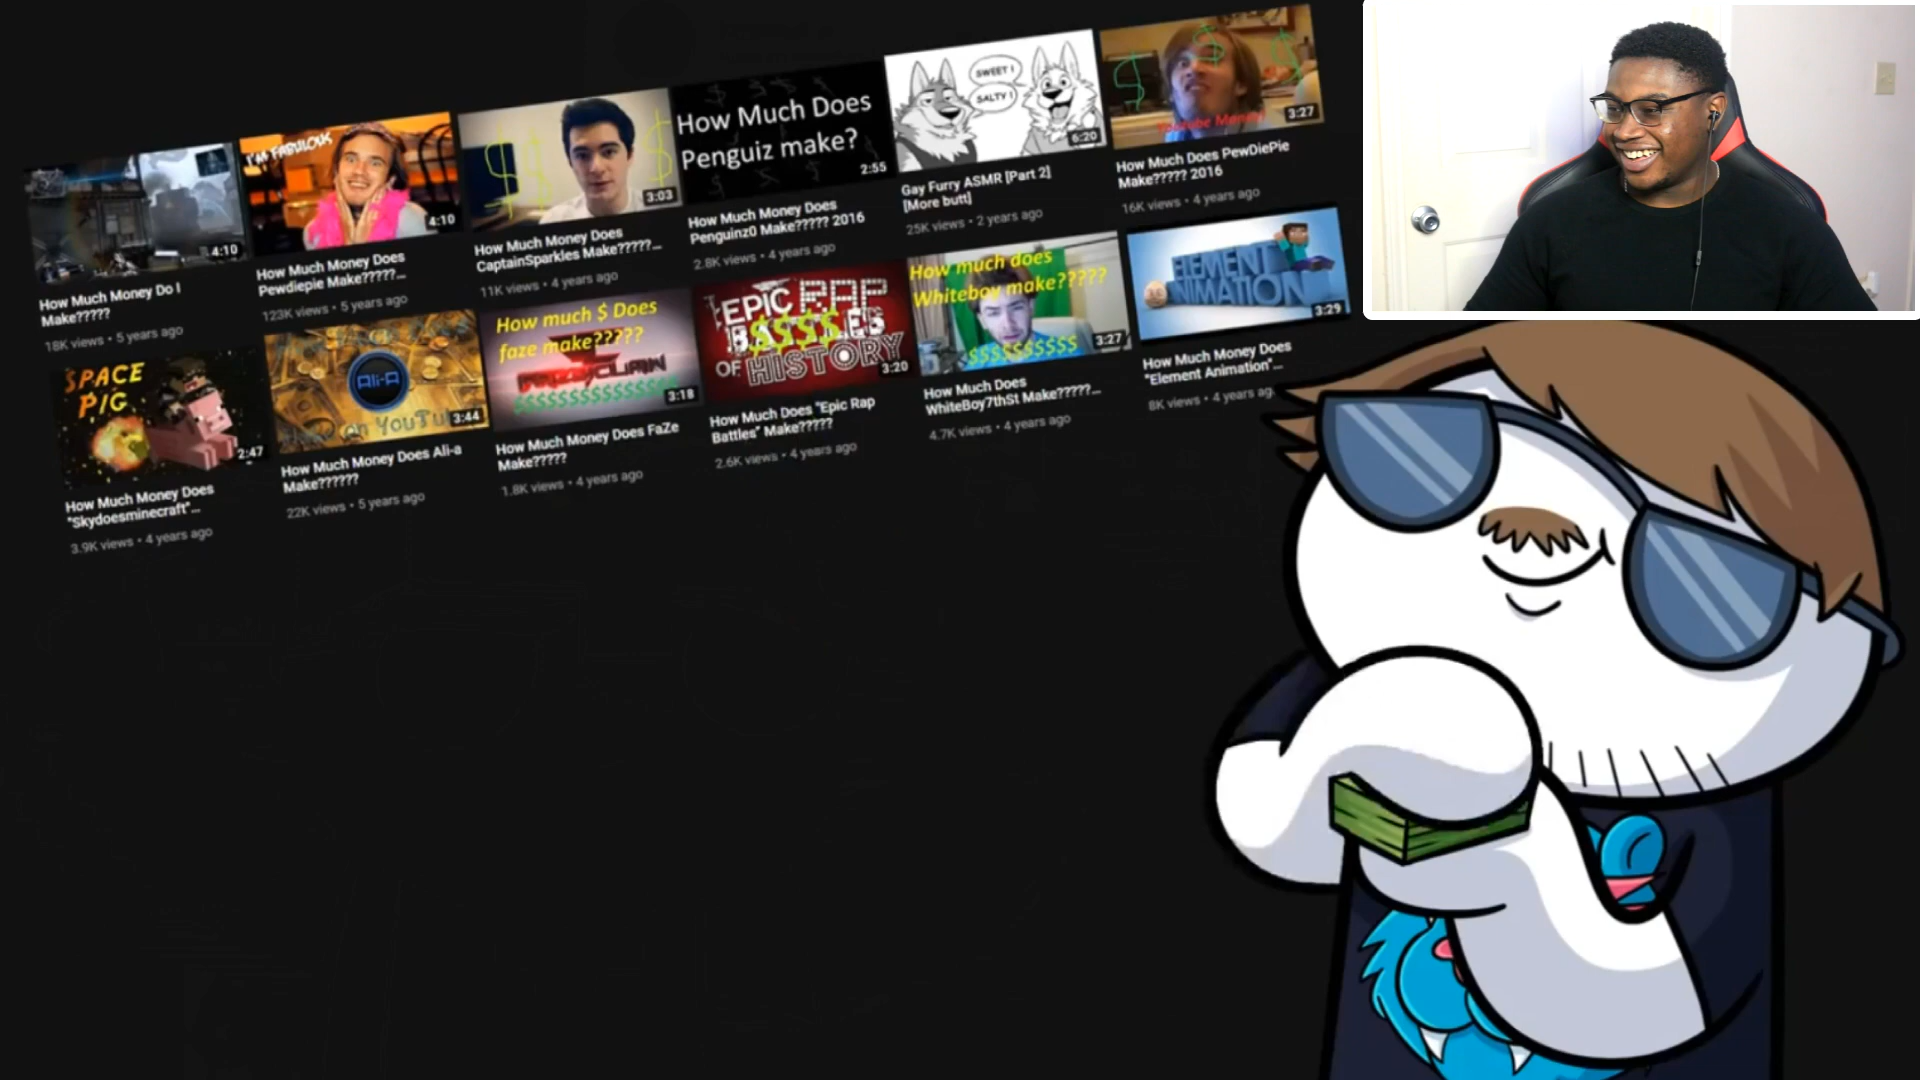 4:10
How Much Money Do I
Make?????
18K views • 5 years ago
I'M FABULOUS
4:10
How Much Money Does
Pewdiepie Make?????...
123K views • 5 years ago
$ $ $
3:03
How Much Money Does
CaptainSparkles Make?????...
11K views • 4 years ago
How Much Does
Penguiz make?
2:55
How Much Money Does
Penguinz0 Make????? 2016
2.8K views • 4 years ago
SWEET!
SALTY!
6:20
Gay Furry ASMR [Part 2]
[More butt]
25K views • 2 years ago
$ $ $
3:27
How Much Does PewDiePie
Make????? 2016
16K views • 4 years ago
SPACE
PIG
2:47
How Much Money Does
"Skydoesminecraft"...
3.9K views • 4 years ago
Ali-A
on YouTu
3:44
How Much Money Does Ali-a
Make??????
22K views • 5 years ago
How much $ Does
faze make?????
3:18
How Much Money Does FaZe
Make?????
1.8K views • 4 years ago
EPIC RAP
B$$$$ES
OF HISTORY
3:20
How Much Does "Epic Rap
Battles" Make?????
2.6K views • 4 years ago
How much does
Whiteboy make?????
$$$$$$$$$$
3:27
How Much Does
WhiteBoy7thSt Make?????...
4.7K views • 4 years ago
ELEMENT
ANIMATION
3:29
How Much Money Does
"Element Animation"...
8K views • 4 years ag